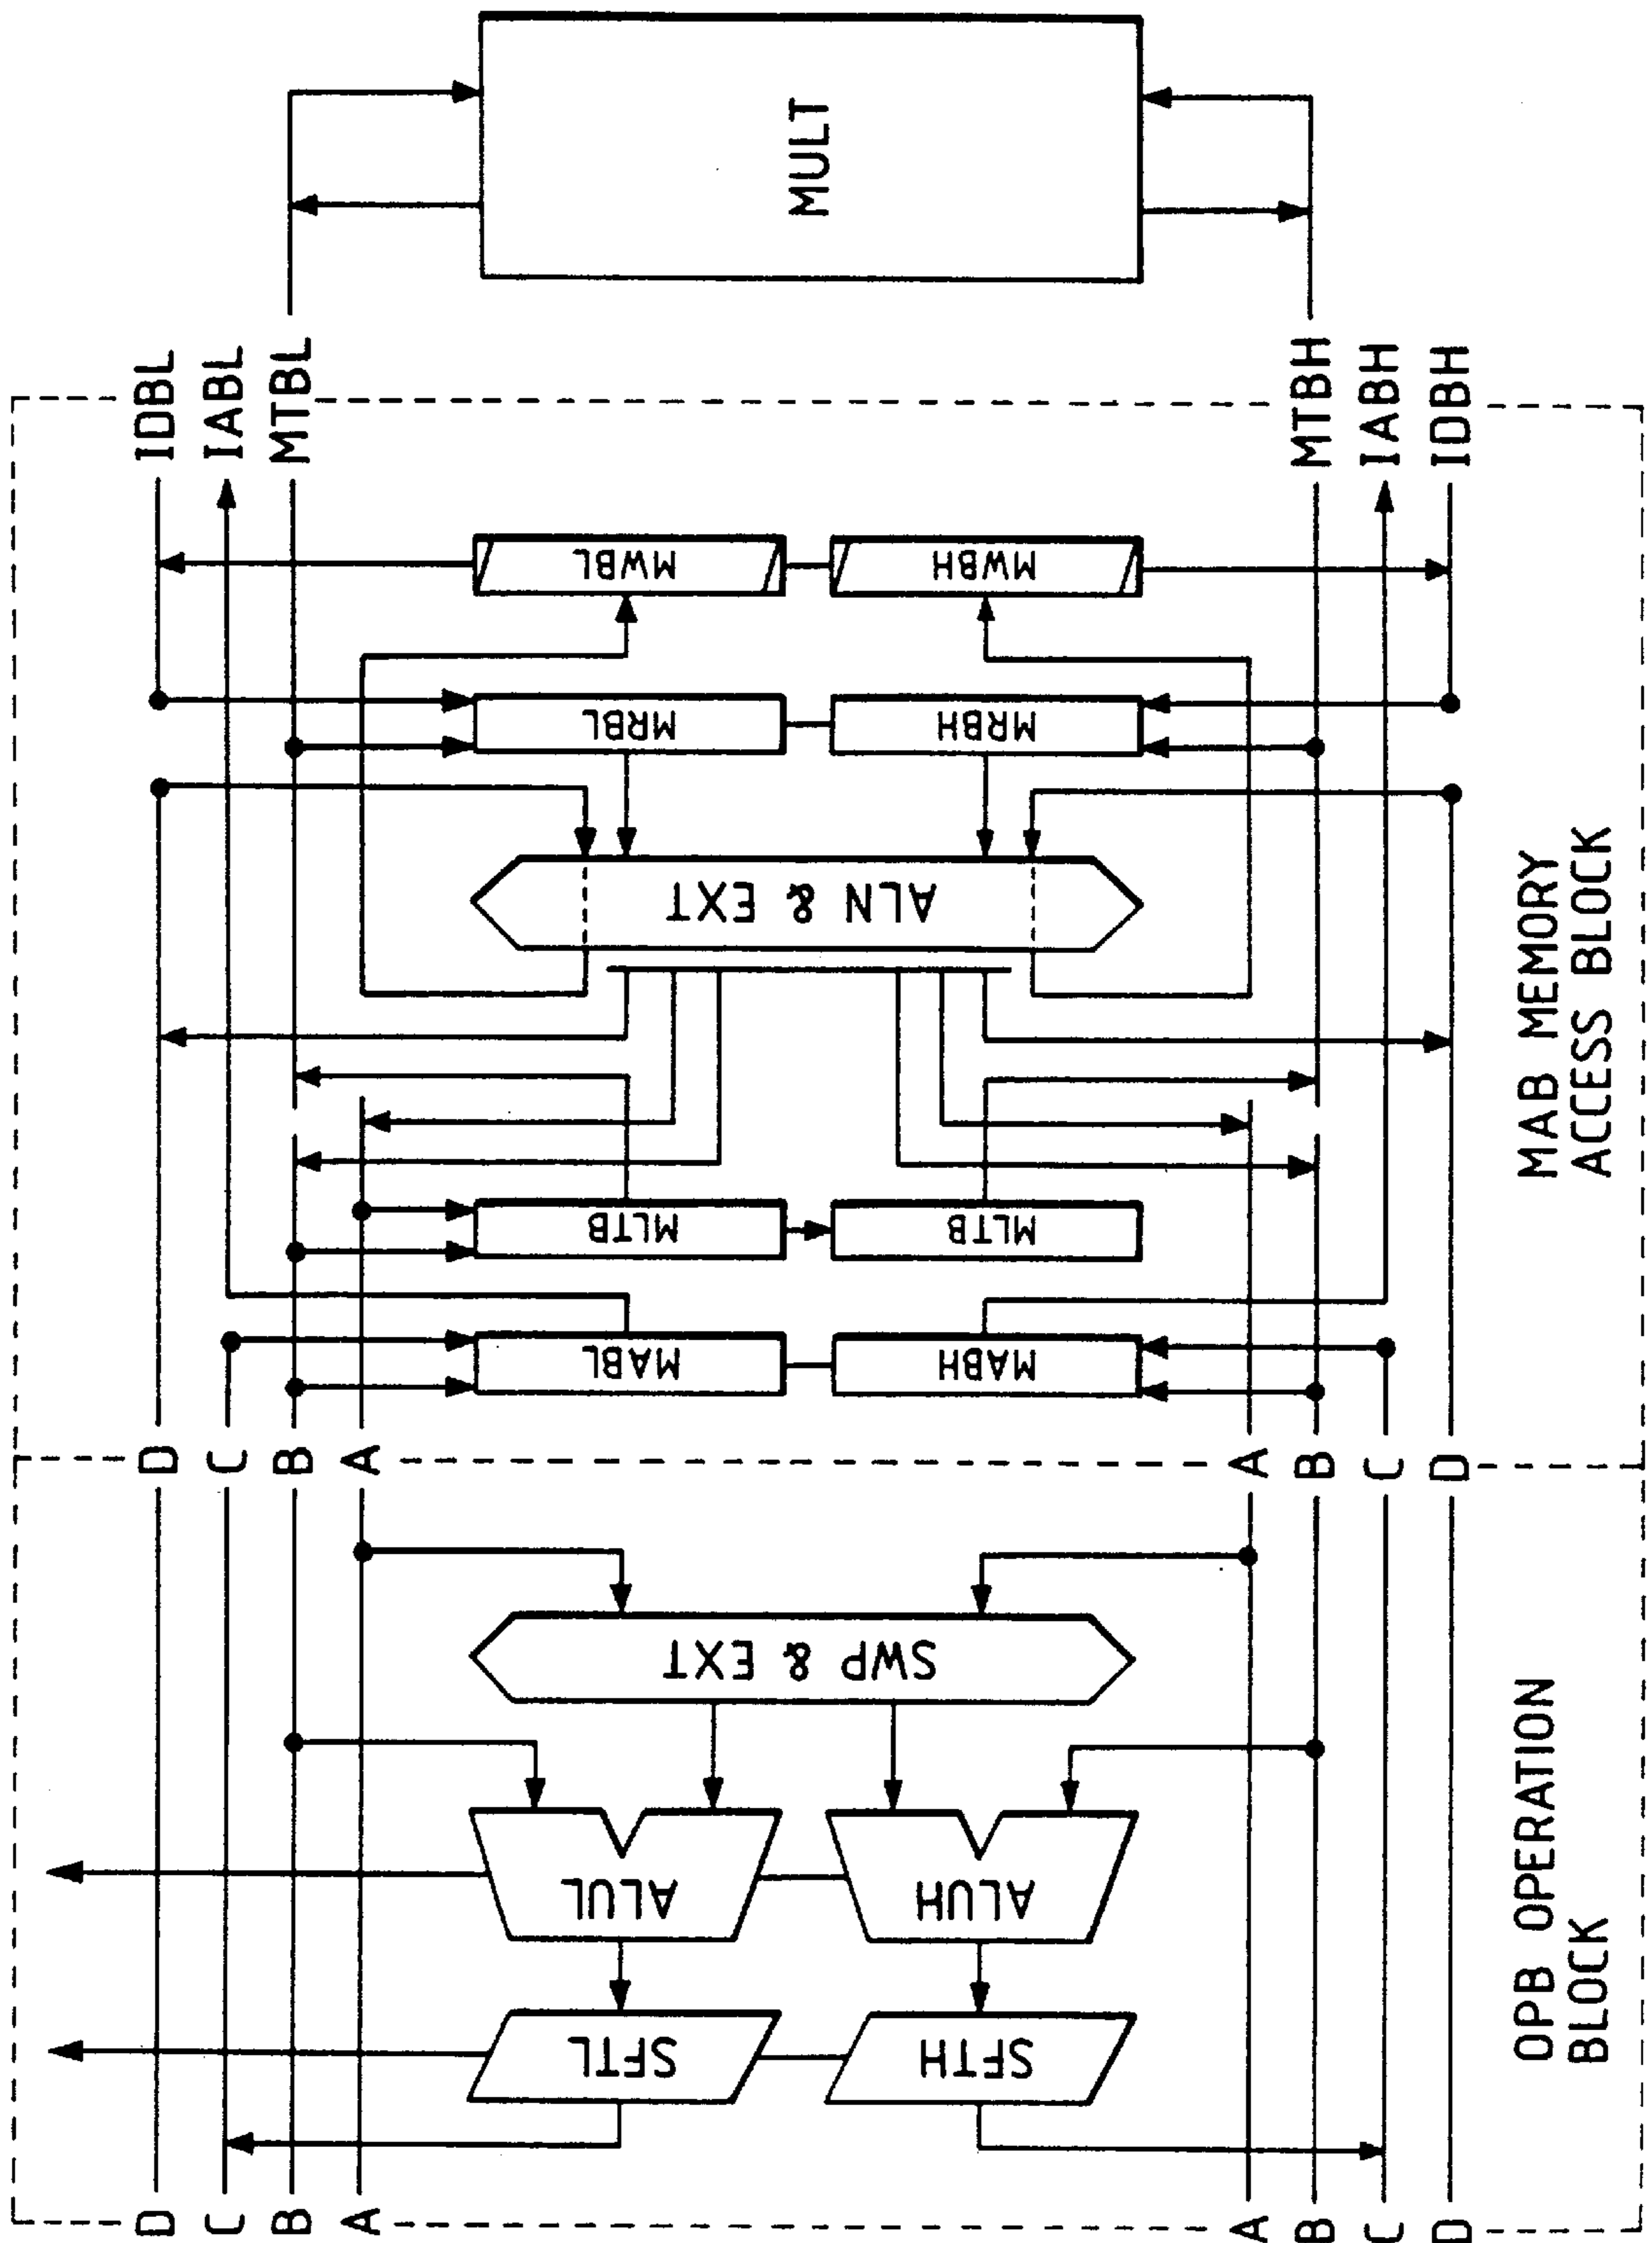 MULT
IDBL
IABL
MTBL
MTBH
IABH
IDBH
MWBL
MWBH
MRBL
MRBH
ALN & EXT
MLTB
MLTB
MABL
MABH
MAB MEMORY
ACCESS BLOCK
D
C
B
A
A
B
C
D
SWP & EXT
ALUL
ALUH
SFTL
SFTH
OPB OPERATION
BLOCK
D
C
B
A
A
B
C
D